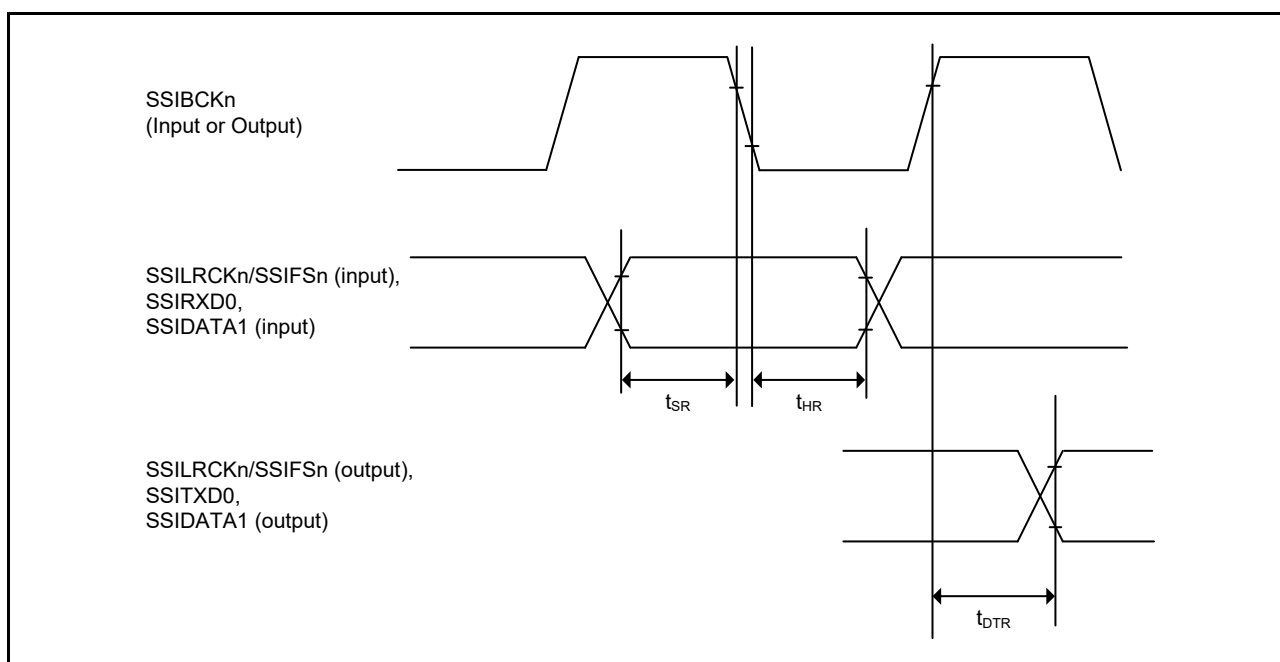 SSIBCKn
(Input or Output)
SSILRCKn/SSIFSn (input),
SSIRXD0,
SSIDATA1 (input)
tSR
tHR
SSILRCKn/SSIFSn (output),
SSITXD0,
SSIDATA1 (output)
tDTR